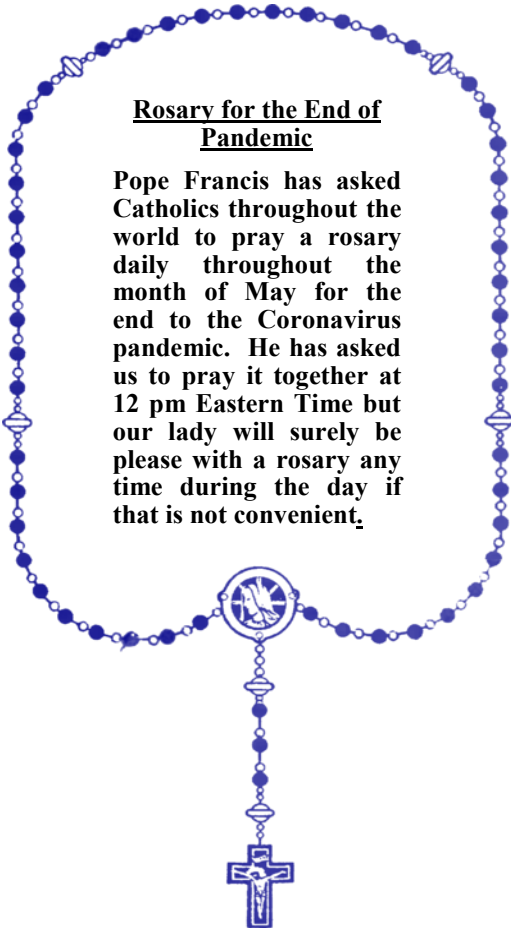 Rosary for the End of
Pandemic
Pope Francis has asked
Catholics throughout the
world to pray a rosary
daily throughout the
month of May for the
end to the Coronavirus
pandemic. He has asked
us to pray it together at
12 pm Eastern Time but
our lady will surely be
please with a rosary any
time during the day if
that is not convenient.